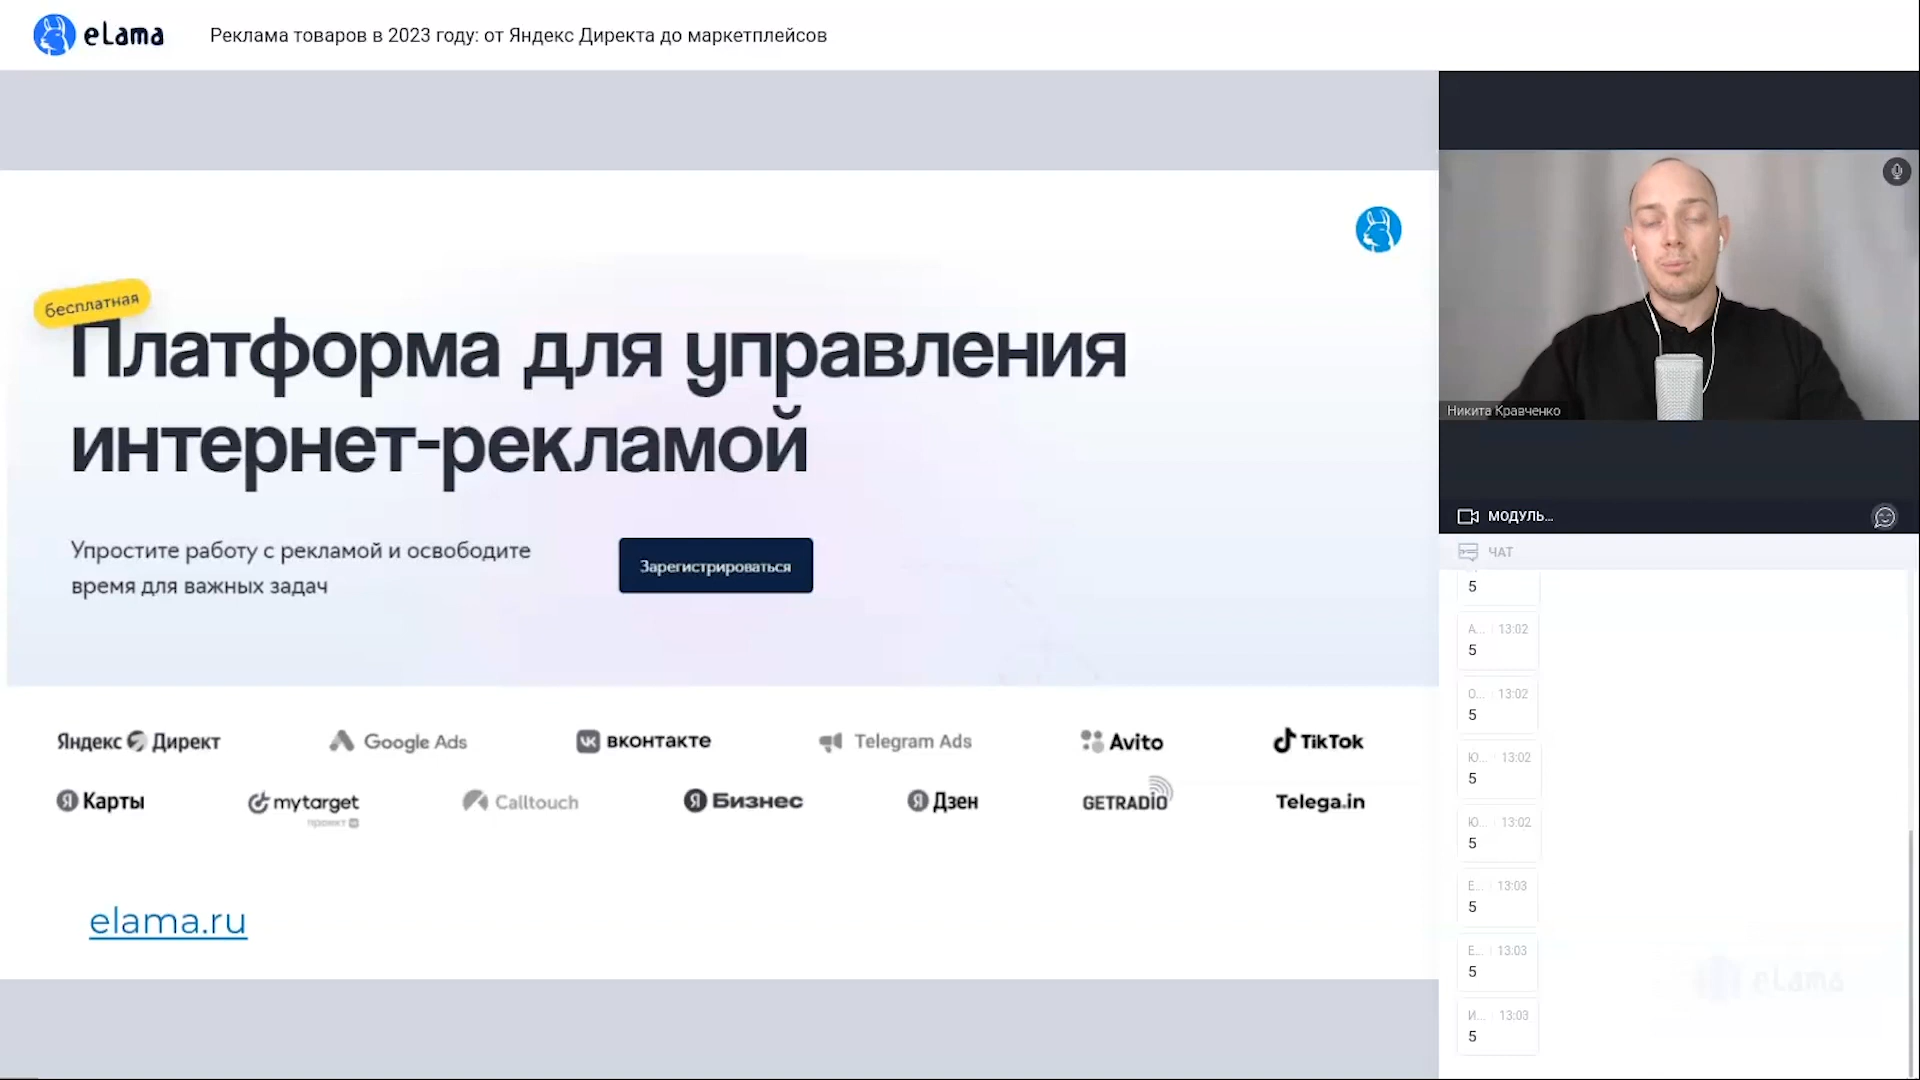 eLama
Реклама товаров в 2023 году: от Яндекс Директа до маркетплейсов
бесплатная
Платформа для управления
интернет-рекламой
Упростите работу с рекламой и освободите
время для важных задач
Зарегистрироваться
Яндекс Директ
Google Ads
вконтакте
Telegram Ads
Avito
TikTok
Я Карты
mytarget
проект
Calltouch
Я Бизнес
Я Дзен
GETRADIO
Telega.in
elama.ru
Никита Кравченко
МОДУЛЬ...
ЧАТ
5
А... 13:02
5
О... 13:02
5
Ю... 13:02
5
Ю... 13:02
5
Е... 13:03
5
Е... 13:03
5
И... 13:03
5
eLama